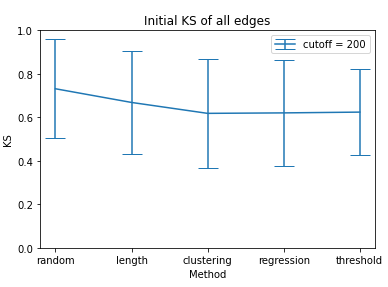 Initial KS of all edges
cutoff = 200
1.0
0.8
0.6
0.4
0.2
0.0
KS
random length clustering regression threshold
Method